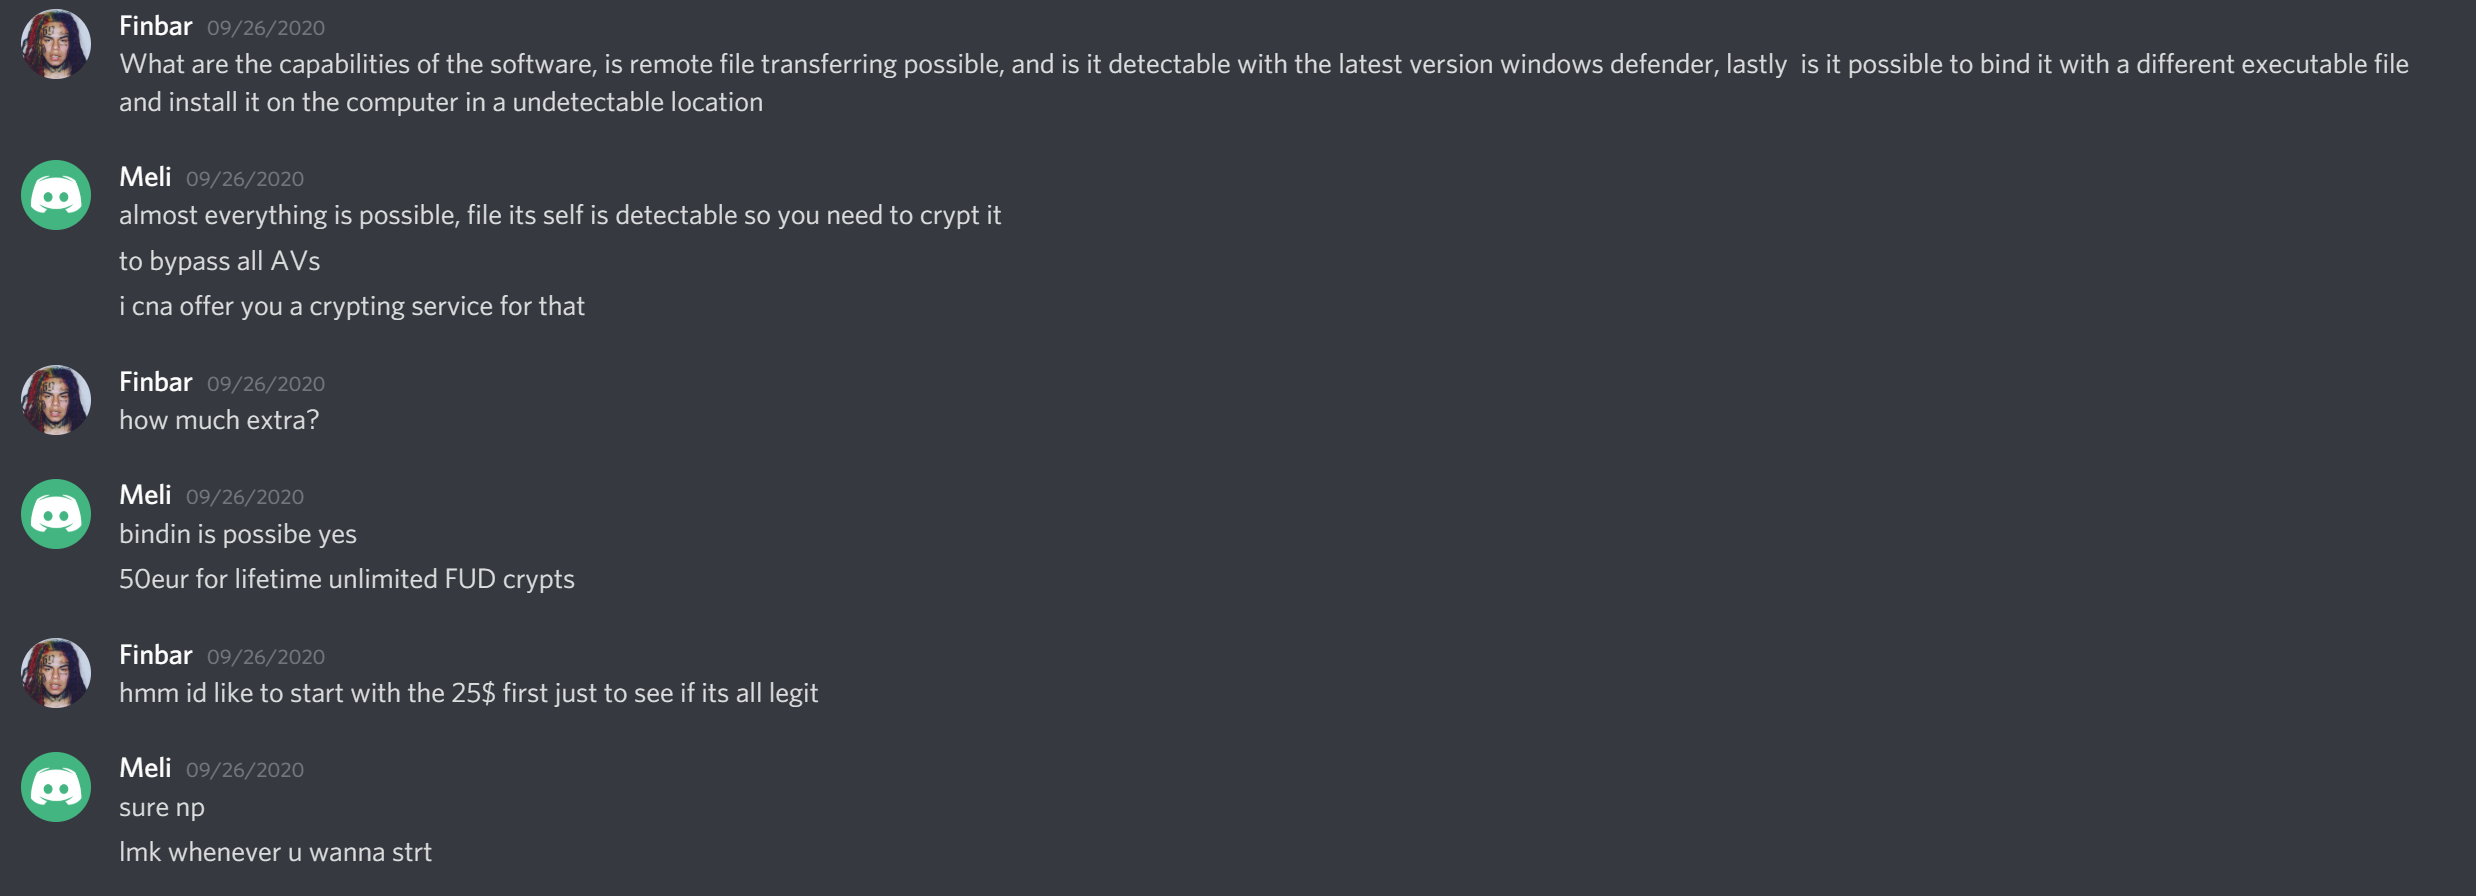 Finbar 09/26/2020
What are the capabilities of the software, is remote file transferring possible, and is it detectable with the latest version windows defender, lastly  is it possible to bind it with a different executable file
and install it on the computer in a undetectable location
Meli 09/26/2020
almost everything is possible, file its self is detectable so you need to crypt it
to bypass all AVs
i cna offer you a crypting service for that
Finbar 09/26/2020
how much extra?
Meli 09/26/2020
bindin is possibe yes
50eur for lifetime unlimited FUD crypts
Finbar 09/26/2020
hmm id like to start with the 25$ first just to see if its all legit
Meli 09/26/2020
sure np
lmk whenever u wanna strt